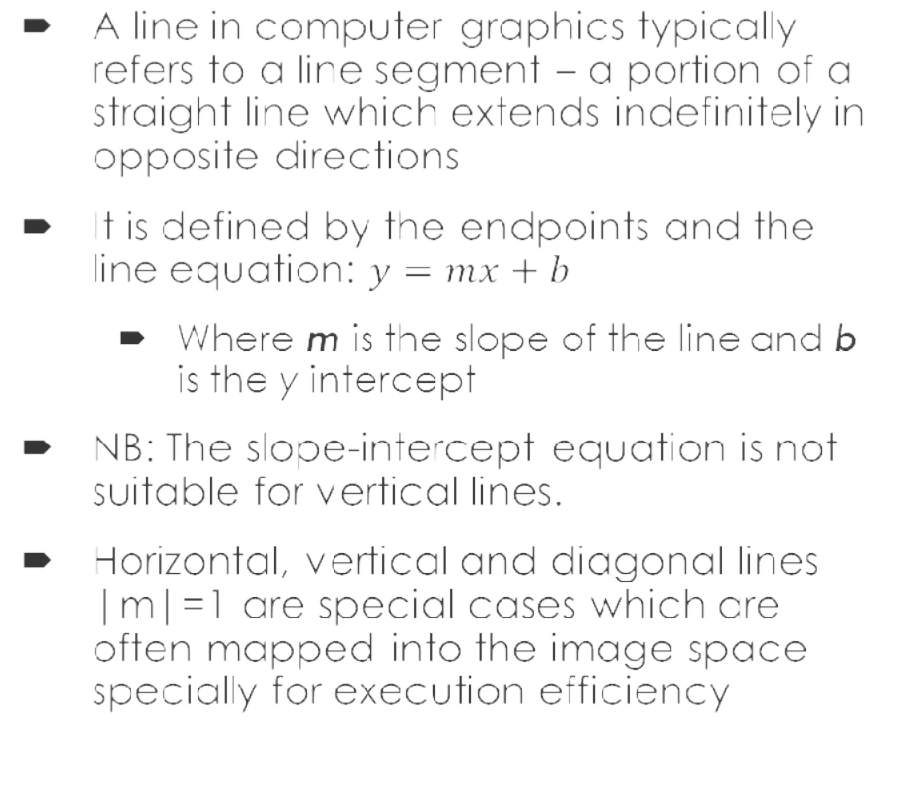 A line in computer graphics typically
refers to a line segment – a portion of a
straight line which extends indefinitely in
opposite directions
It is defined by the endpoints and the
line equation: y = mx + b
Where m is the slope of the line and b
is the y intercept
NB: The slope-intercept equation is not
suitable for vertical lines.
Horizontal, vertical and diagonal lines
|m|=1 are special cases which are
often mapped into the image space
specially for execution efficiency